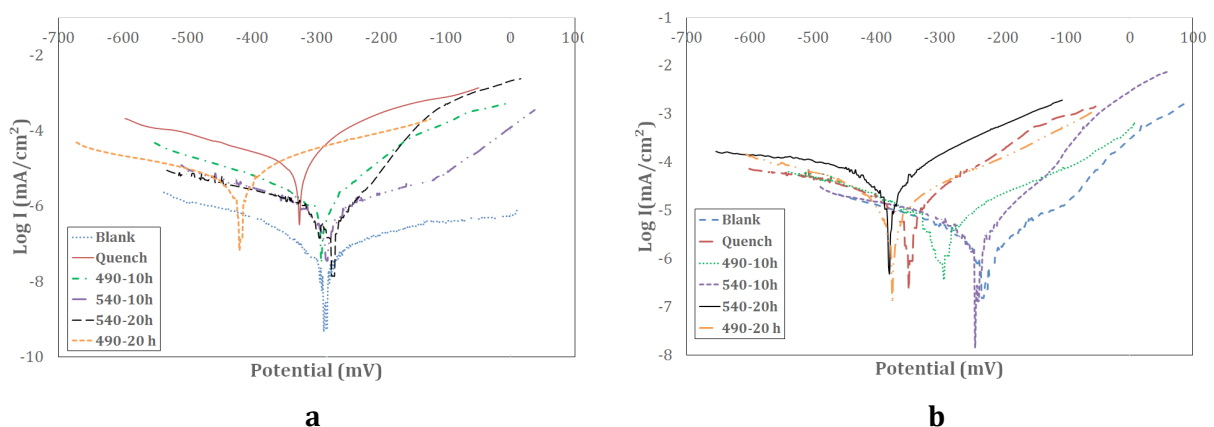 -700 -600 -500 -400 -300 -200 -100 0 100
-2
-4
-6
-8
-10
Log I (mA/cm²)
Blank
Quench
490-10h
540-10h
540-20h
490-20 h
Potential (mV)
a
-700 -600 -500 -400 -300 -200 -100 0 100
-1
-2
-3
-4
-5
-6
-7
-8
Log I(mA/cm²)
Blank
Quench
490-10h
540-10h
540-20h
490-20 h
Potential (mV)
b